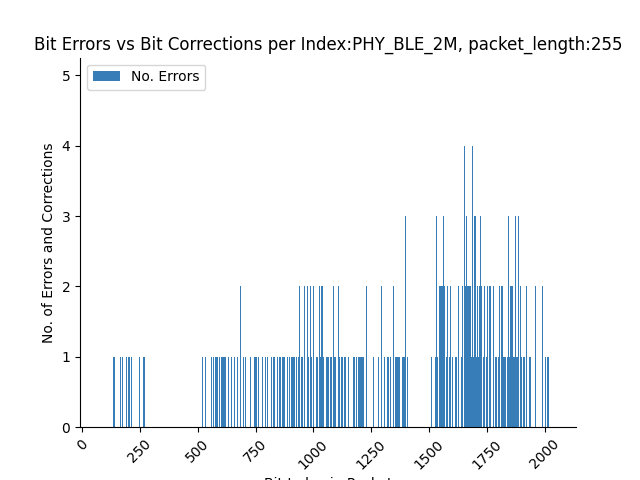 Bit Errors vs Bit Corrections per Index:PHY_BLE_2M, packet_length:255
No. Errors
No. of Errors and Corrections
5
4
3
2
1
0
0 250 500 750 1000 1250 1500 1750 2000